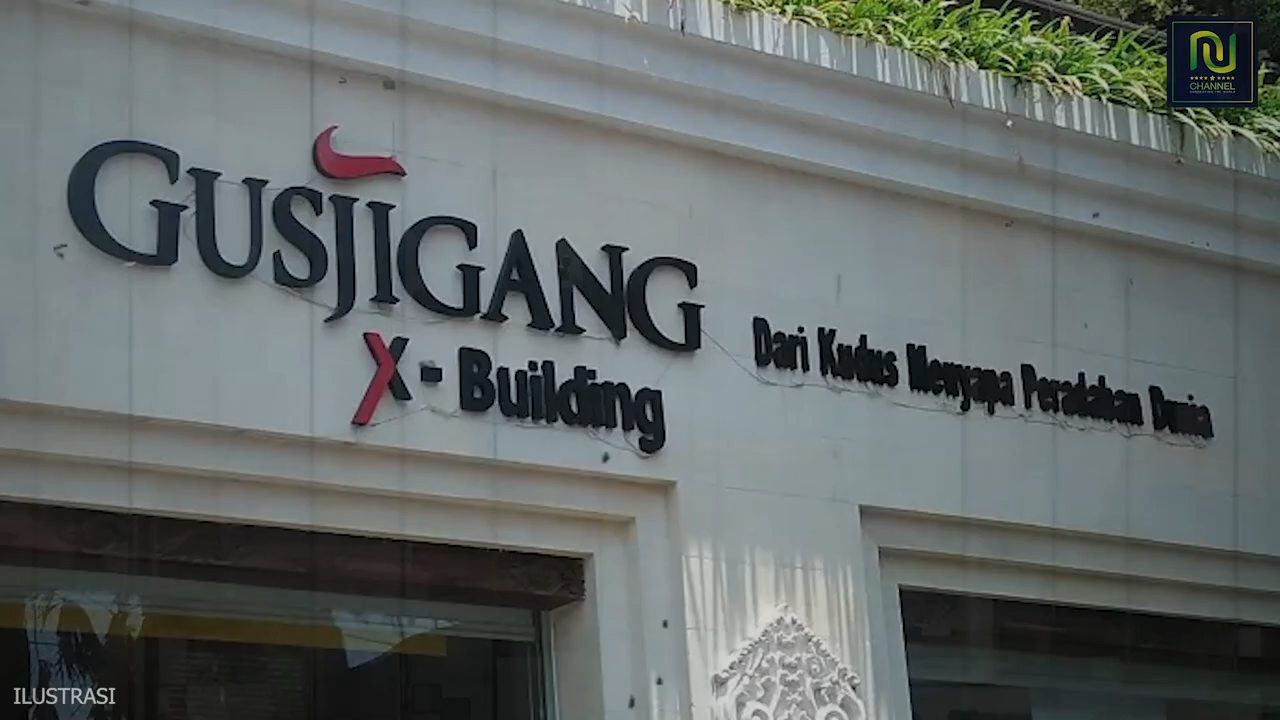 GUSJIGANG
X-Building
Dari Kudus Menyapa Peradaban Dunia
CHANNEL
ILUSTRASI